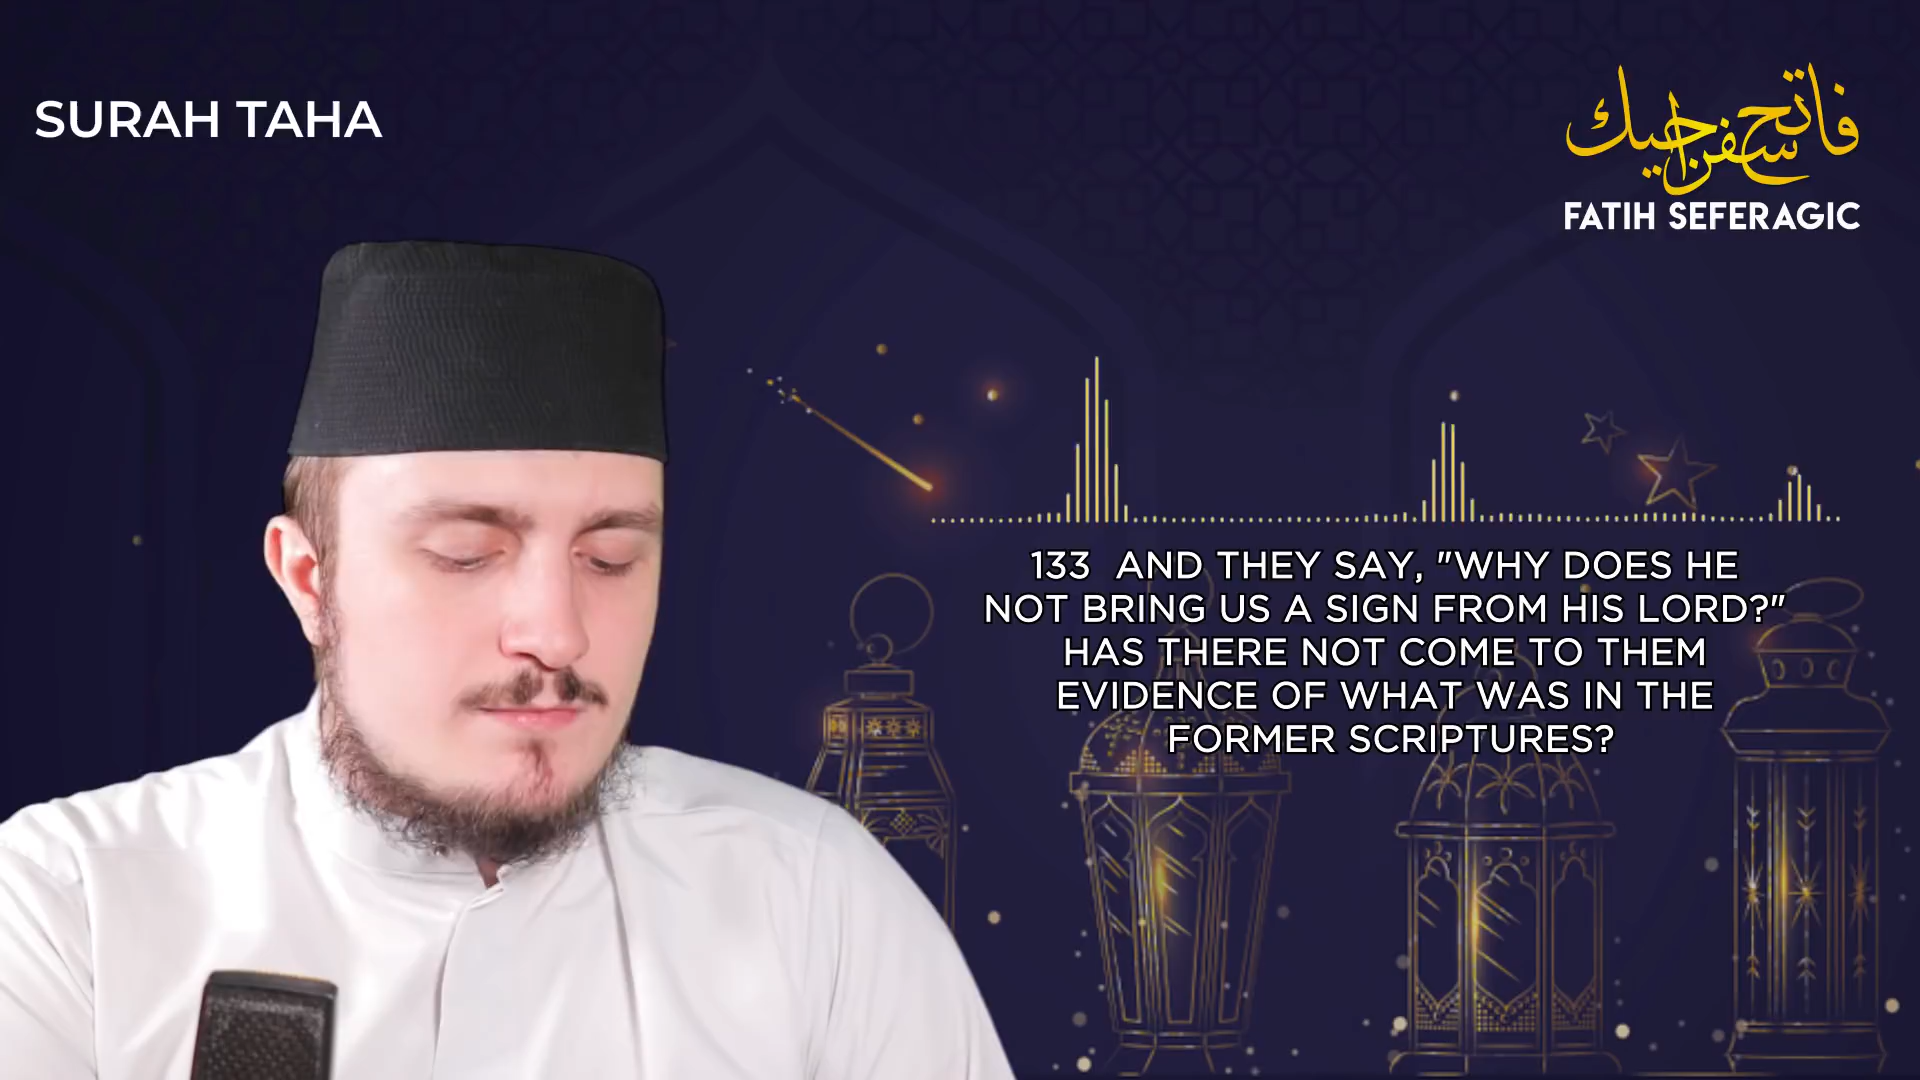 SURAH TAHA
فاتح سفراجيك
FATIH SEFERAGIC
133 AND THEY SAY, "WHY DOES HE
NOT BRING US A SIGN FROM HIS LORD?"
HAS THERE NOT COME TO THEM
EVIDENCE OF WHAT WAS IN THE
FORMER SCRIPTURES?